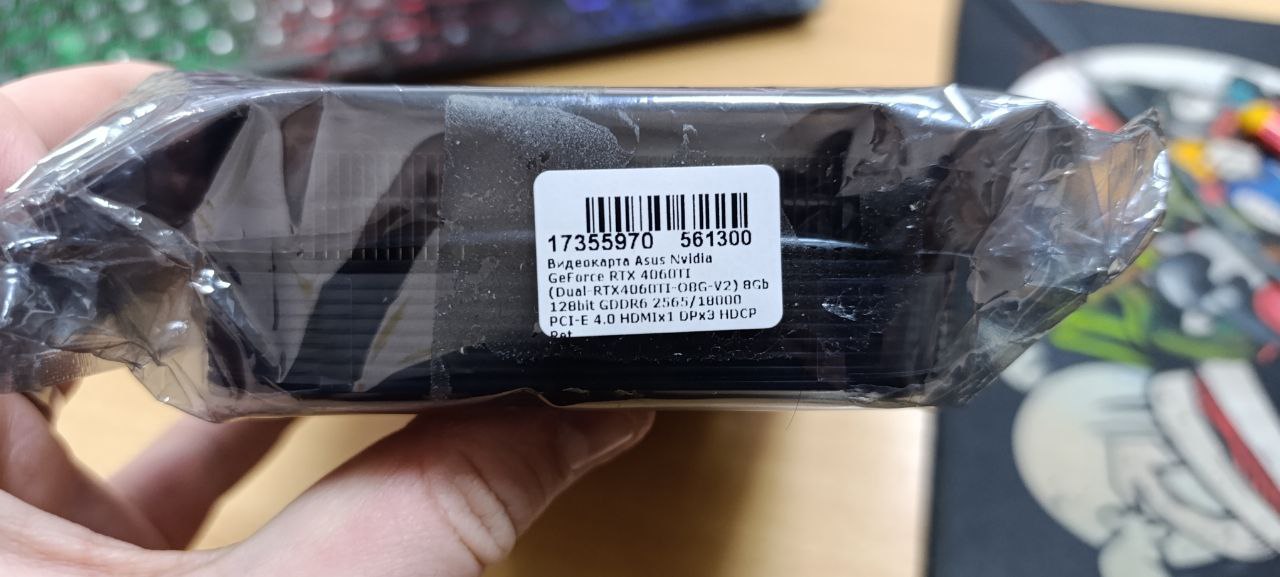 17355970 561300
Видеокарта Asus Nvidia
GeForce RTX 4060TI
(Dual-RTX4060TI-O8G-V2) 8Gb
128bit GDDR6 2565/18000
PCI-E 4.0 HDMIx1 DPx3 HDCP
Ret